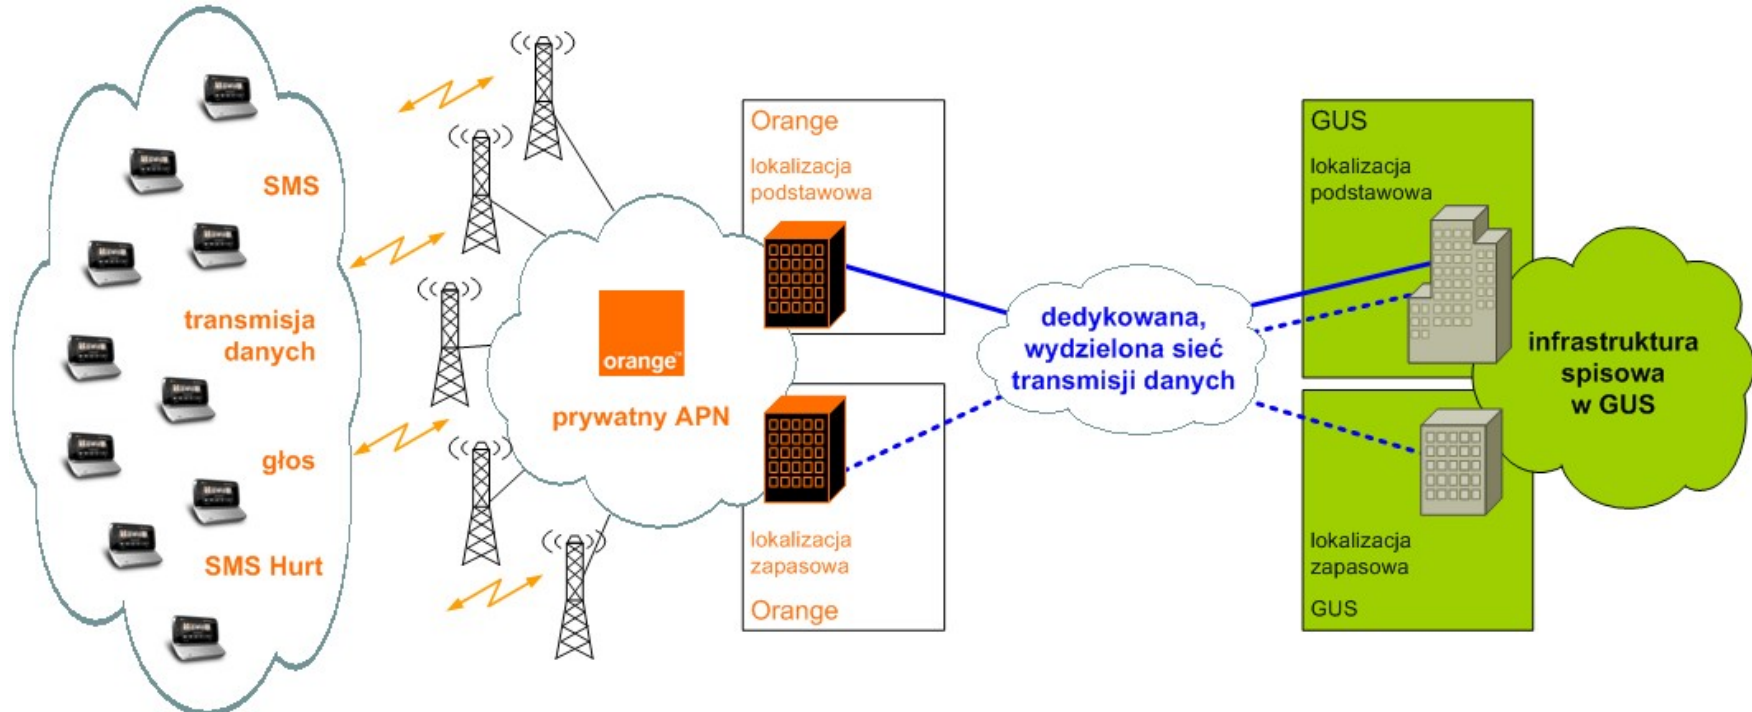 SMS
transmisja
danych
głos
SMS Hurt
orange™
prywatny APN
Orange
lokalizacja
podstawowa
lokalizacja
zapasowa
Orange
dedykowana,
wydzielona sieć
transmisji danych
GUS
lokalizacja
podstawowa
infrastruktura
spisowa
w GUS
lokalizacja
zapasowa
GUS